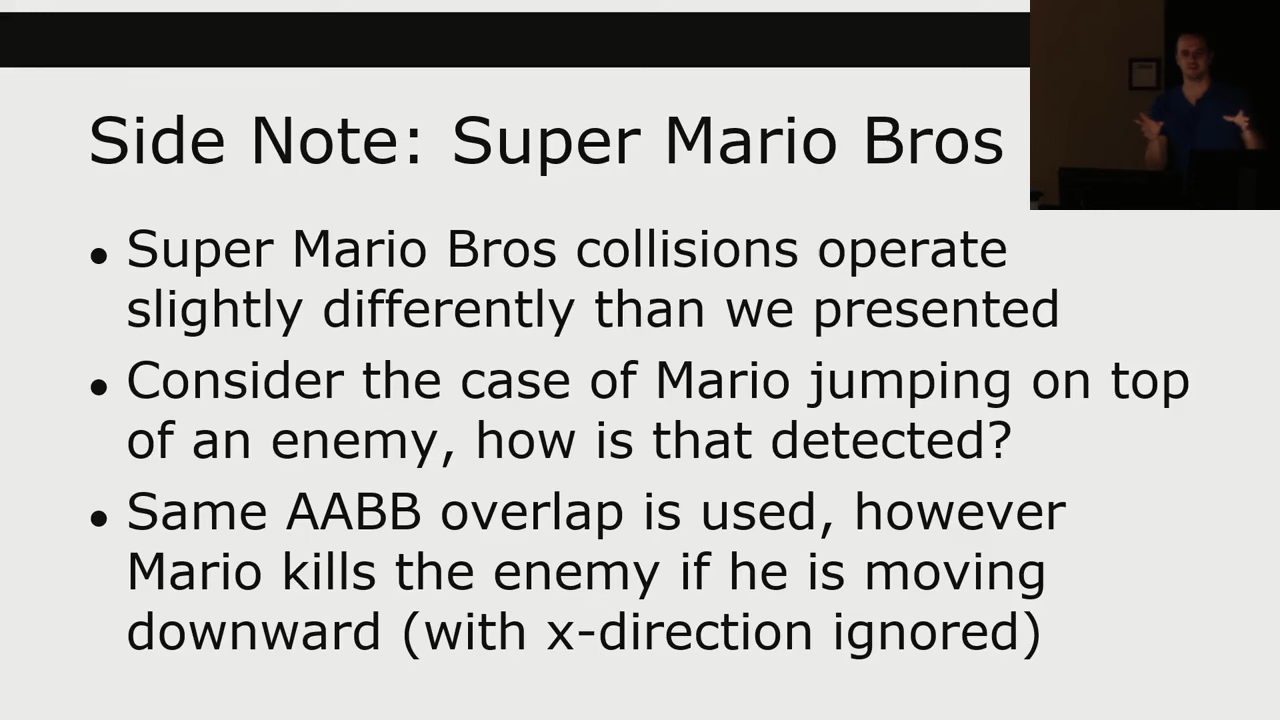 Side Note: Super Mario Bros
• Super Mario Bros collisions operate
slightly differently than we presented
• Consider the case of Mario jumping on top
of an enemy, how is that detected?
• Same AABB overlap is used, however
Mario kills the enemy if he is moving
downward (with x-direction ignored)